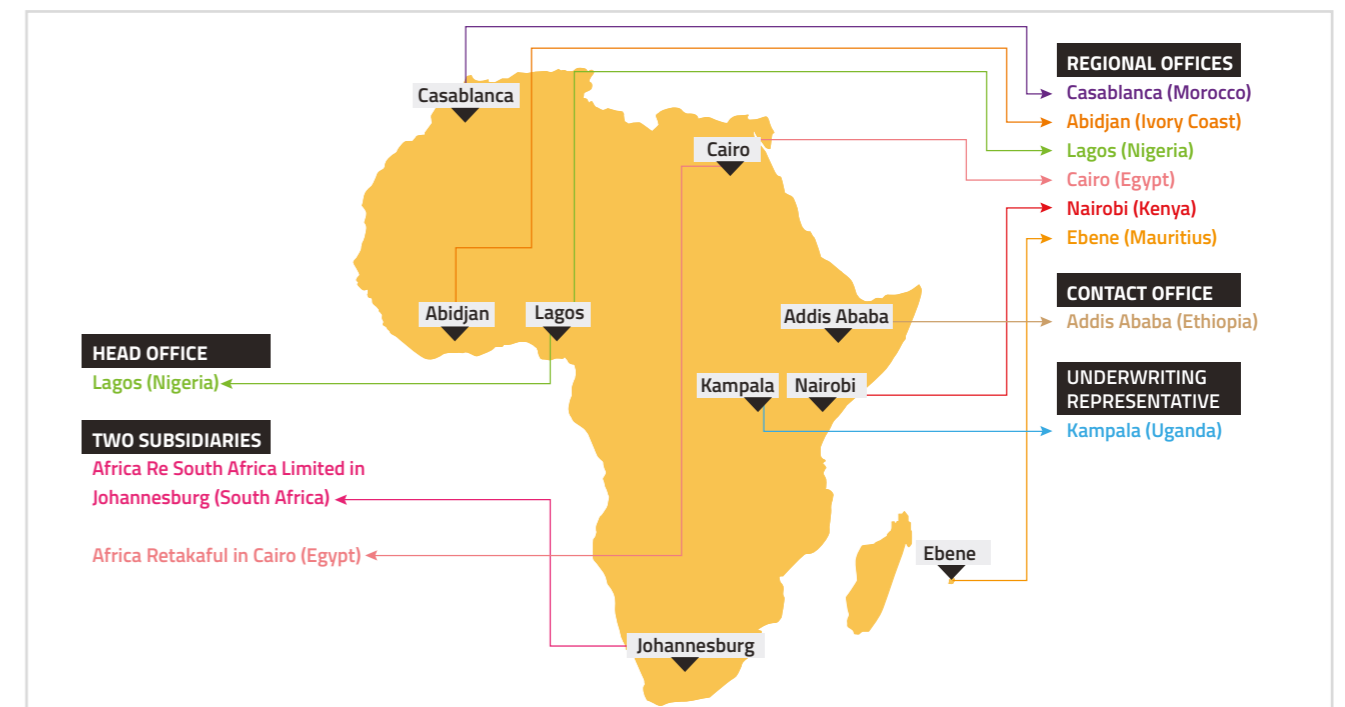 Casablanca
Cairo
Abidjan
Lagos
Addis Ababa
Kampala
Nairobi
Ebene
Johannesburg
HEAD OFFICE
Lagos (Nigeria)
TWO SUBSIDIARIES
Africa Re South Africa Limited in
Johannesburg (South Africa)
Africa Retakaful in Cairo (Egypt)
REGIONAL OFFICES
Casablanca (Morocco)
Abidjan (Ivory Coast)
Lagos (Nigeria)
Cairo (Egypt)
Nairobi (Kenya)
Ebene (Mauritius)
CONTACT OFFICE
Addis Ababa (Ethiopia)
UNDERWRITING
REPRESENTATIVE
Kampala (Uganda)